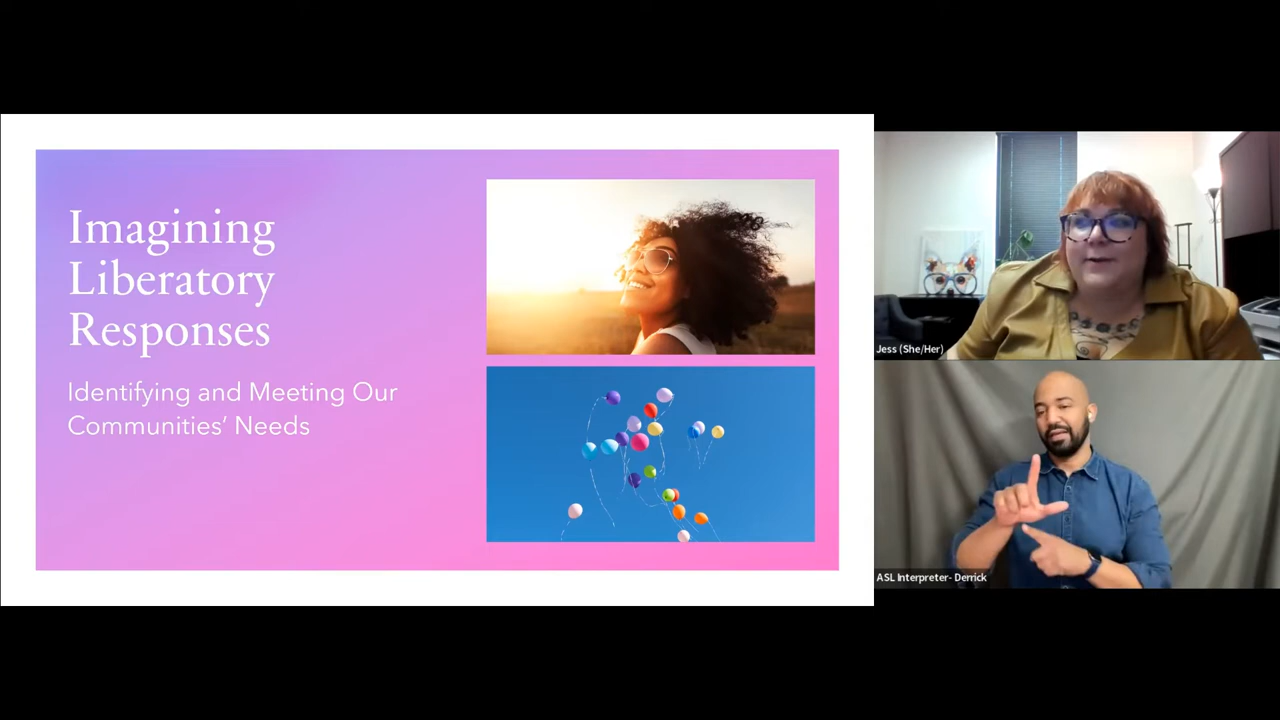 Imagining
Liberatory
Responses
Identifying and Meeting Our
Communities’ Needs
Jess (She/Her)
ASL Interpreter- Derrick